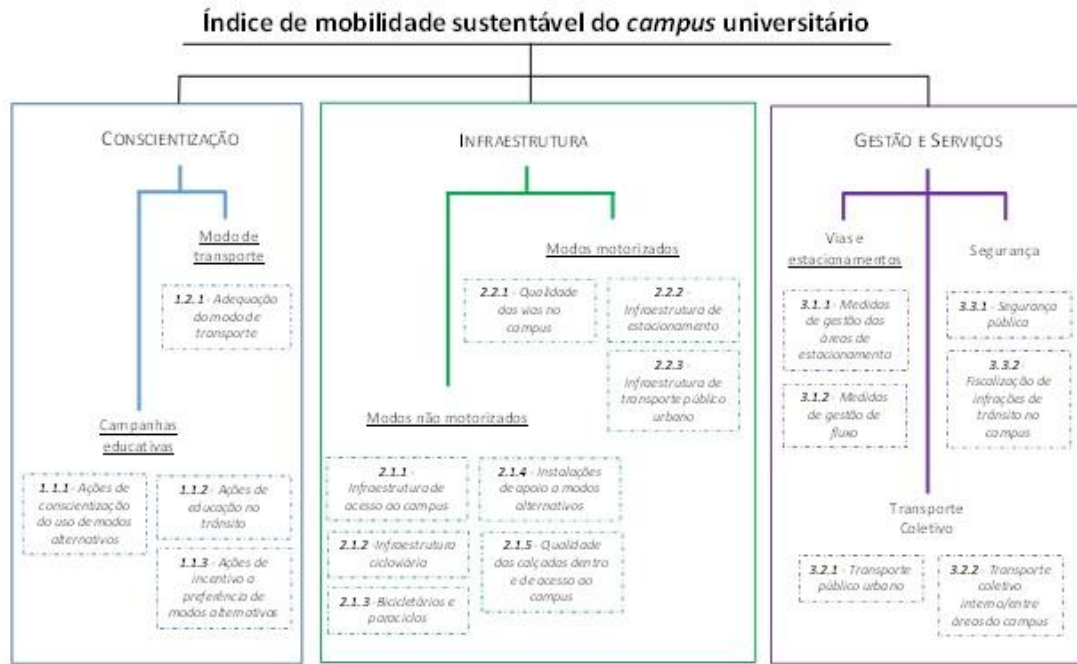 Índice de mobilidade sustentável do campus universitário
CONSCIENTIZAÇÃO
Modo de
transporte
1.2.1 - Adequação
do modo de
transporte
Campanhas
educativas
1.1.1 - Ações de
conscientização
do uso de modos
alternativos
1.1.2 - Ações de
educação no
trânsito
1.1.3 - Ações de
incentivo a
preferência de
modos alternativas
INFRAESTRUTURA
Modos motorizados
2.2.1 - Qualidade
das vias no
campus
2.2.2 -
Infraestrutura de
estacionamento
2.2.3 -
Infraestrutura de
transporte público
urbano
Modos não motorizados
2.1.1 -
Infraestrutura de
acesso ao campus
2.1.2 -Infraestrutura
cicloviária
2.1.3 - Bicicletários e
paraciclos
2.1.4 - Instalações
de apoio a modos
alternativos
2.1.5 - Qualidade
das calçadas dentro
e de acesso ao
campus
GESTÃO E SERVIÇOS
Vias e
estacionamentos
3.1.1 - Medidas
de gestão das
áreas de
estacionamento
3.1.2 - Medidas
de gestão de
fluxo
Segurança
3.3.1 - Segurança
pública
3.3.2 -
Fiscalização de
infrações de
trânsito no
campus
Transporte
Coletivo
3.2.1 - Transporte
público urbano
3.2.2 - Transporte
coletivo
interno/entre
áreas do campus